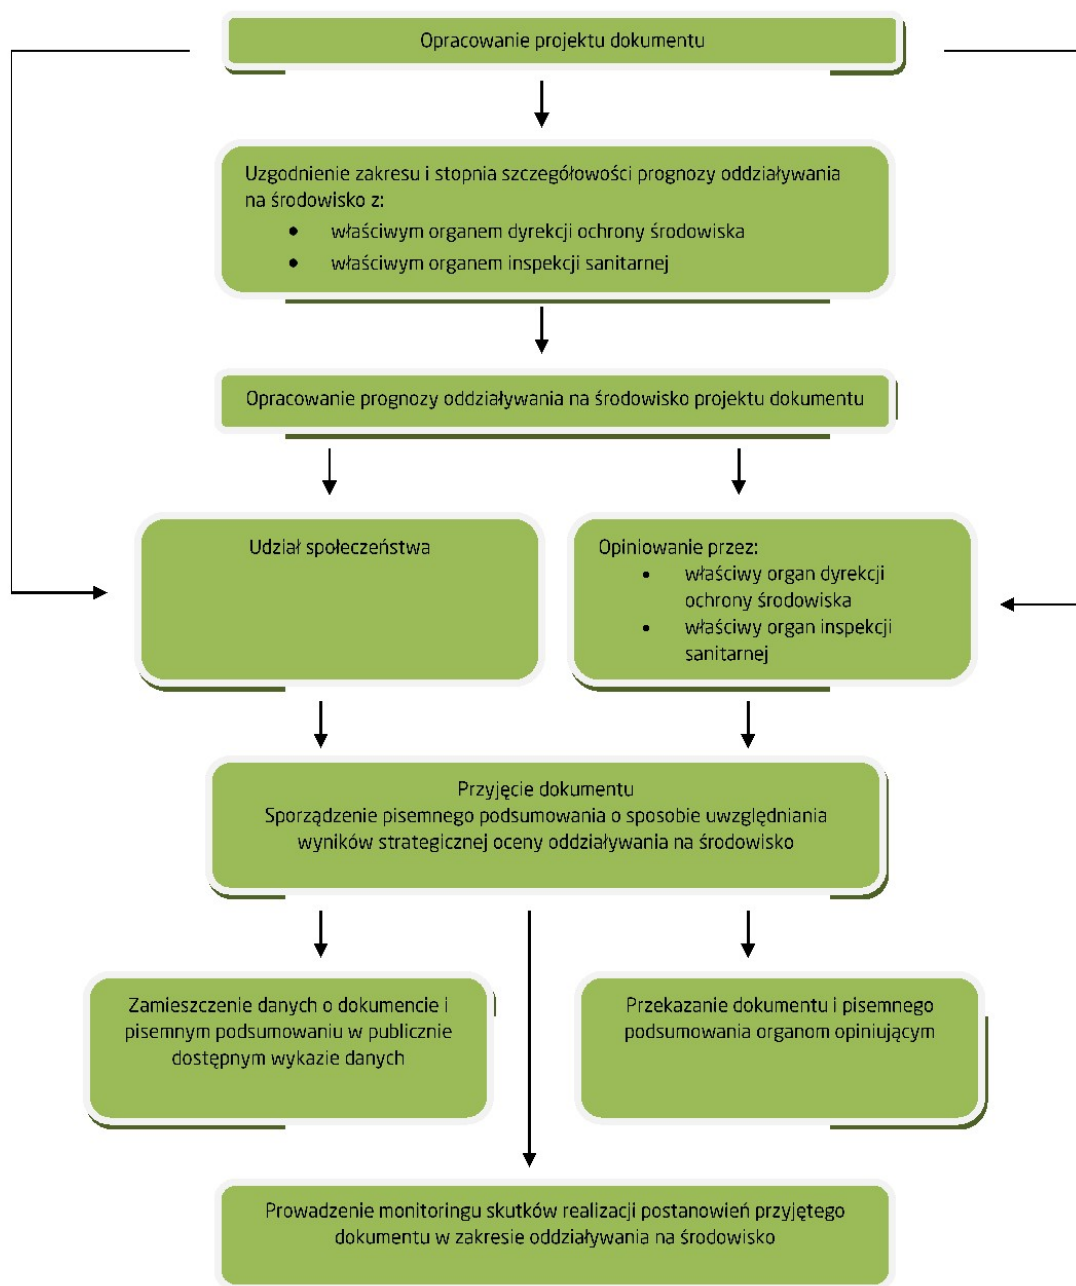 Opracowanie projektu dokumentu
Uzgodnienie zakresu i stopnia szczegółowości prognozy oddziaływania
na środowisko z:
• właściwym organem dyrekcji ochrony środowiska
• właściwym organem inspekcji sanitarnej
Opracowanie prognozy oddziaływania na środowisko projektu dokumentu
Udział społeczeństwa
Opiniowanie przez:
• właściwy organ dyrekcji
ochrony środowiska
• właściwy organ inspekcji
sanitarnej
Przyjęcie dokumentu
Sporządzenie pisemnego podsumowania o sposobie uwzględniania
wyników strategicznej oceny oddziaływania na środowisko
Zamieszczenie danych o dokumencie i
pisemnym podsumowaniu w publicznie
dostępnym wykazie danych
Przekazanie dokumentu i pisemnego
podsumowania organom opiniującym
Prowadzenie monitoringu skutków realizacji postanowień przyjętego
dokumentu w zakresie oddziaływania na środowisko